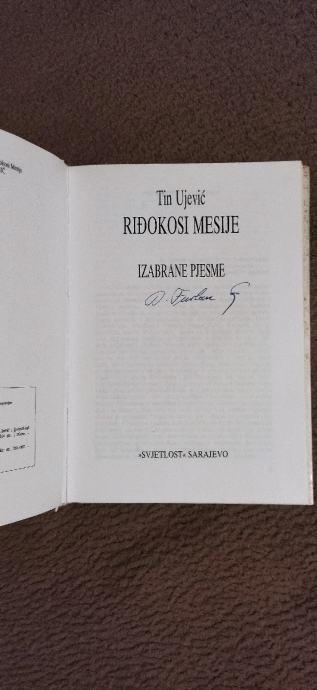 Tin Ujević
RIĐOKOSI MESIJE
IZABRANE PJESME
»SVJETLOST« SARAJEVO